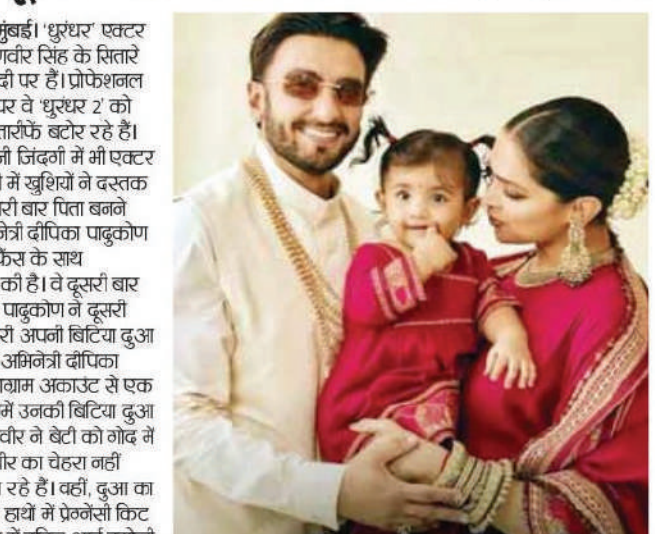 मुंबई। 'धुरंधर' एक्टर
सिंह के सितारे
पर हैं। प्रोफेशनल
पर वे 'धुरंधर 2' को
तारीफें बटोर रहे हैं।
जिंदगी में भी एक्टर
में खुशियों ने दस्तक
बार पिता बनने
दीपिका पादुकोण
फैंस के साथ
की है। वे दूसरी बार
पादुकोण ने दूसरी
अपनी बिटिया दुआ
अभिनेत्री दीपिका
अकाउंट से एक
में उनकी बिटिया दुआ
ने बेटी को गोद में
का चेहरा नहीं
रहे हैं। वहीं, दुआ का
हाथों में प्रेग्नेंसी किट